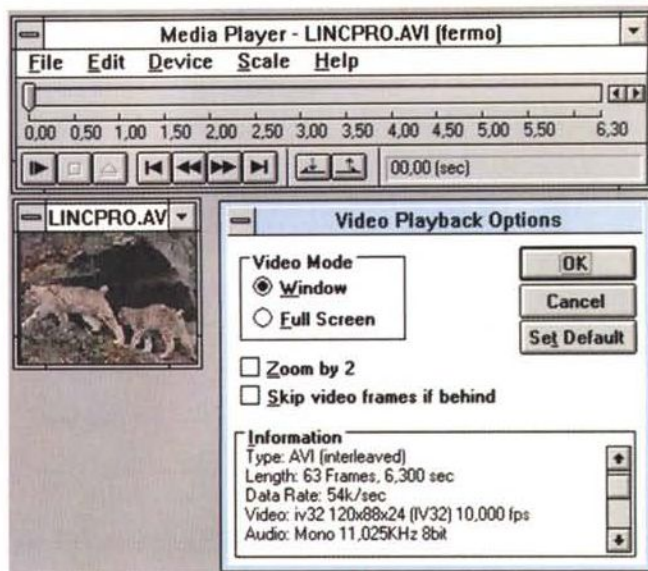 Media Player - LINCPRO.AVI (fermo)
File Edit Device Scale Help
0,00 0,50 1,00 1,50 2,00 2,50 3,00 3,50 4,00 4,50 5,00 5,50 6,30
00,00 (sec)
LINCPRO.AV
Video Playback Options
Video Mode
Window
Full Screen
OK
Cancel
Set Default
Zoom by 2
Skip video frames if behind
Information
Type: AVI (interleaved)
Length: 63 Frames, 6,300 sec
Data Rate: 54k/sec
Video: iv32 120x88x24 (IV32) 10,000 fps
Audio: Mono 11,025KHz 8bit